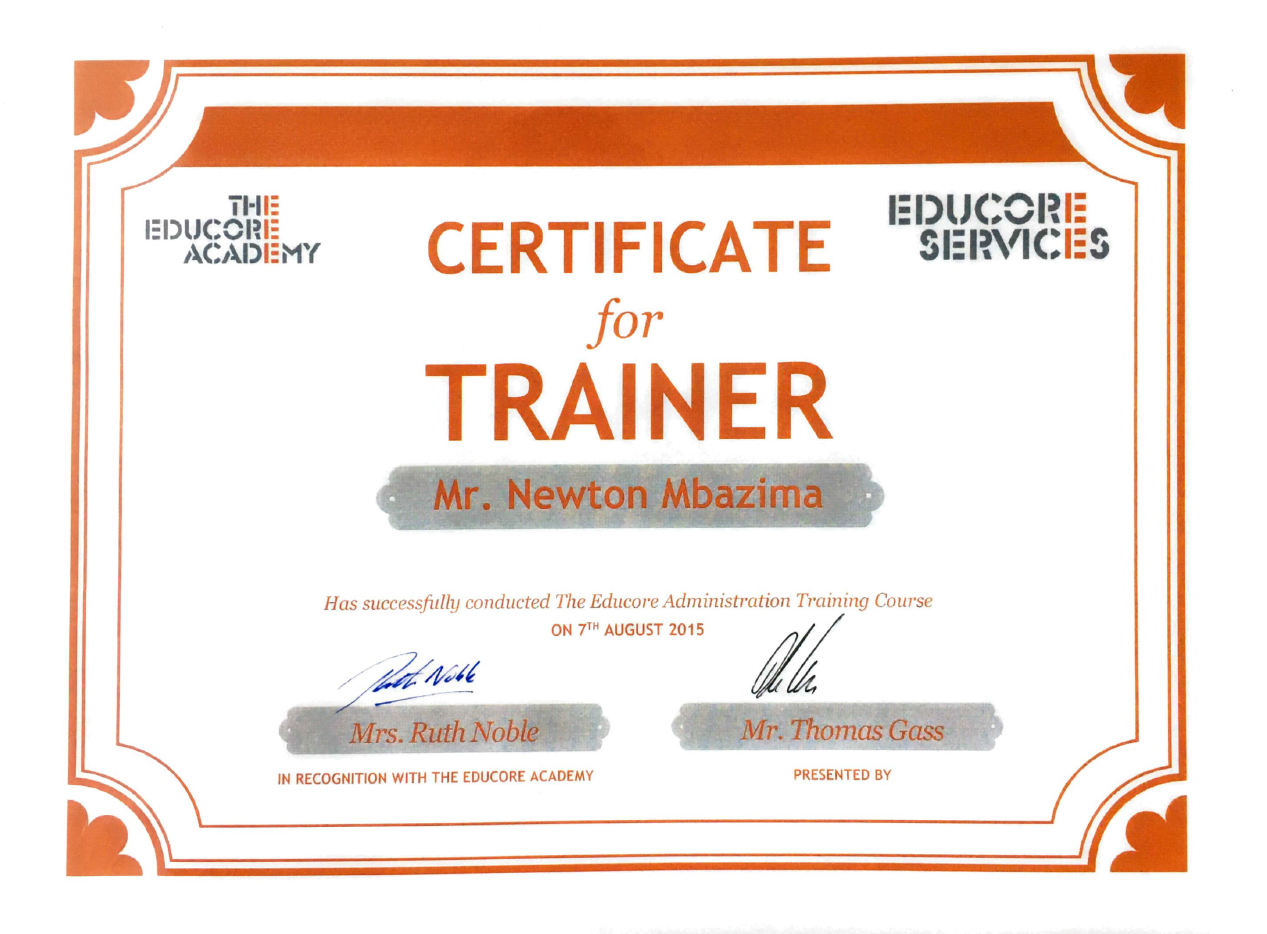 THE
EDUCORE
ACADEMY
EDUCORE
SERVICES
CERTIFICATE
for
TRAINER
Mr. Newton Mbazima
Has successfully conducted The Educore Administration Training Course
ON 7TH AUGUST 2015
Ruth Noble
Mrs. Ruth Noble
Mr. Thomas Gass
IN RECOGNITION WITH THE EDUCORE ACADEMY
PRESENTED BY